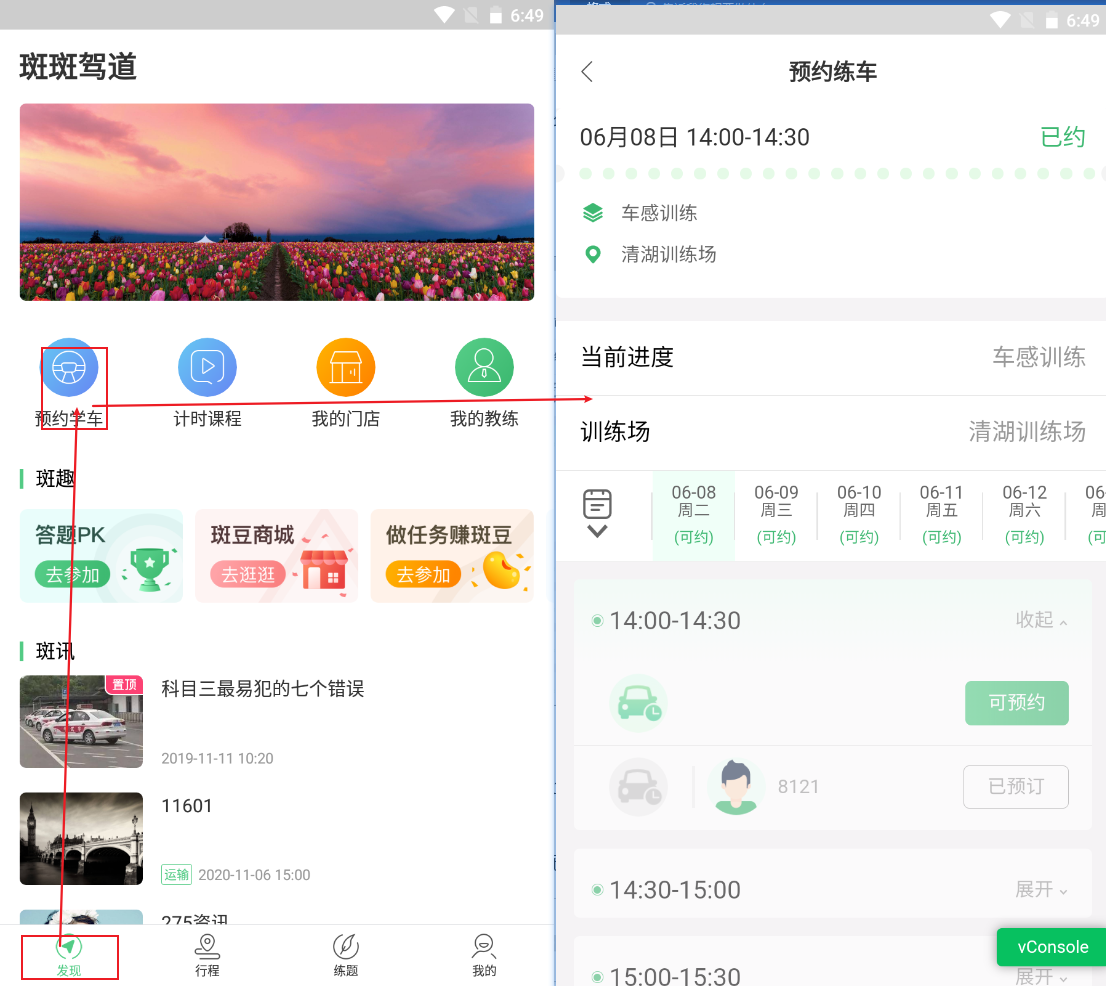 6:49
斑斑驾道
预约学车
计时课程
我的门店
我的教练
斑趣
答题PK
去参加
斑豆商城
去逛逛
做任务赚斑豆
去参加
斑讯
置顶
科目三最易犯的七个错误
2019-11-11 10:20
11601
运输 2020-11-06 15:00
275资讯
发现
行程
练题
我的
6:49
预约练车
06月08日 14:00-14:30
已约
车感训练
清湖训练场
当前进度
车感训练
训练场
清湖训练场
06-08
周二
(可约)
06-09
周三
(可约)
06-10
周四
(可约)
06-11
周五
(可约)
06-12
周六
(可约)
06-
周
(可
14:00-14:30
收起
可预约
8121
已预订
14:30-15:00
展开
vConsole
15:00-15:30
展开